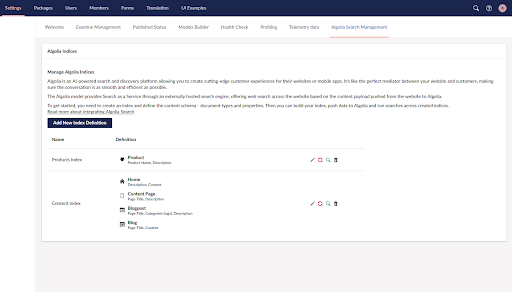 Settings Packages Users Members Forms Translation UI Examples A
Welcome Examine Management Published Status Models Builder Health Check Profiling Telemetry data Algolia Search Management
Algolia Indices
Manage Algolia Indices
Algolia is an AI-powered search and discovery platform allowing you to create cutting-edge customer experiences for their websites or mobile apps. It's like the perfect mediator between your website and customers, making
sure the conversation is as smooth and efficient as possible.
The Algolia model provides Search as a Service through an externally hosted search engine, offering web search across the website based on the content payload pushed from the website to Algolia.
To get started, you need to create an index and define the content schema - document types and properties. Then you can build your index, push data to Algolia and run searches across created indices.
Read more about integrating Algolia Search
Add New Index Definition
Name Definition
Products Index
Product
Product Name, Description
Content Index
Home
Description, Content
Content Page
Page Title, Description
Blogpost
Page Title, Categories (tags), Description
Blog
Page Title, Content